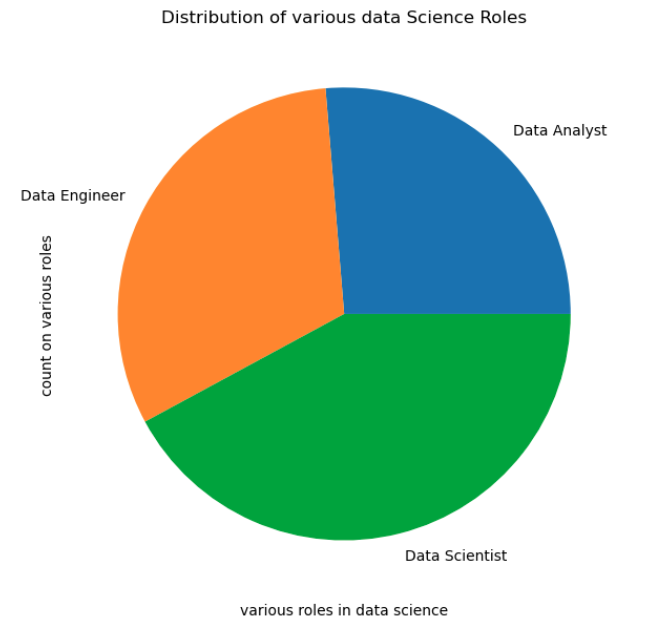 Distribution of various data Science Roles
Data Analyst
Data Engineer
count on various roles
Data Scientist
various roles in data science